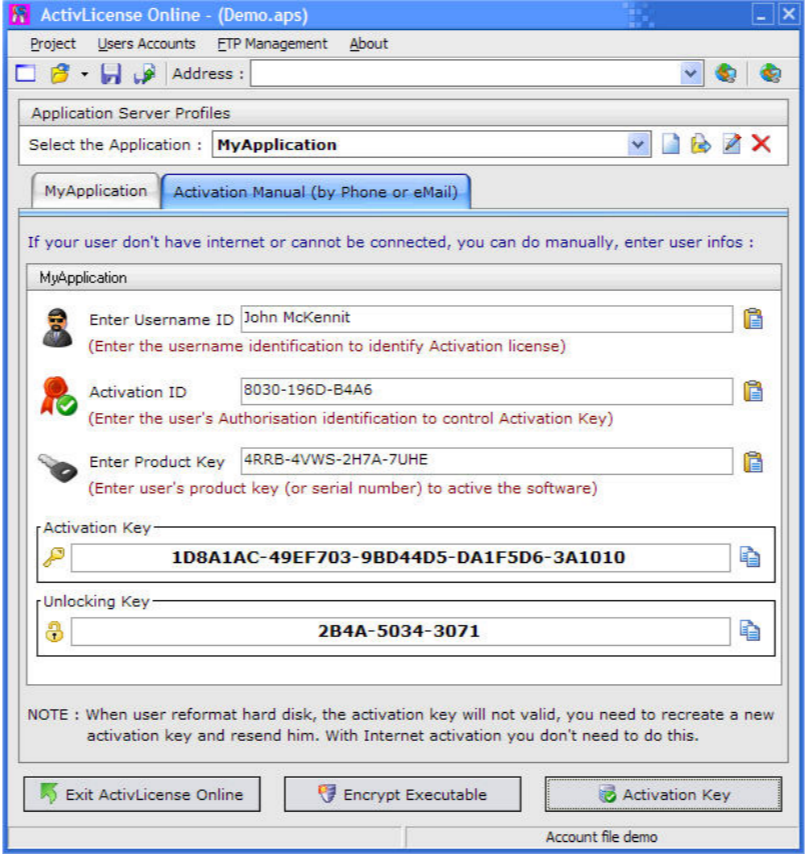 ActivLicense Online - (Demo.aps)
Project Users Accounts FTP Management About
Address :
Application Server Profiles
Select the Application : MyApplication
MyApplication Activation Manual (by Phone or eMail)
If your user don't have internet or cannot be connected, you can do manually, enter user infos :
MyApplication
Enter Username ID John McKennit
(Enter the username identification to identify Activation license)
Activation ID 8030-196D-B4A6
(Enter the user's Authorisation identification to control Activation Key)
Enter Product Key 4RRB-4VWS-2H7A-7UHE
(Enter user's product key (or serial number) to active the software)
Activation Key
1D8A1AC-49EF703-9BD44D5-DA1F5D6-3A1010
Unlocking Key
2B4A-5034-3071
NOTE : When user reformat hard disk, the activation key will not valid, you need to recreate a new
activation key and resend him. With Internet activation you don't need to do this.
Exit ActivLicense Online Encrypt Executable Activation Key
Account file demo